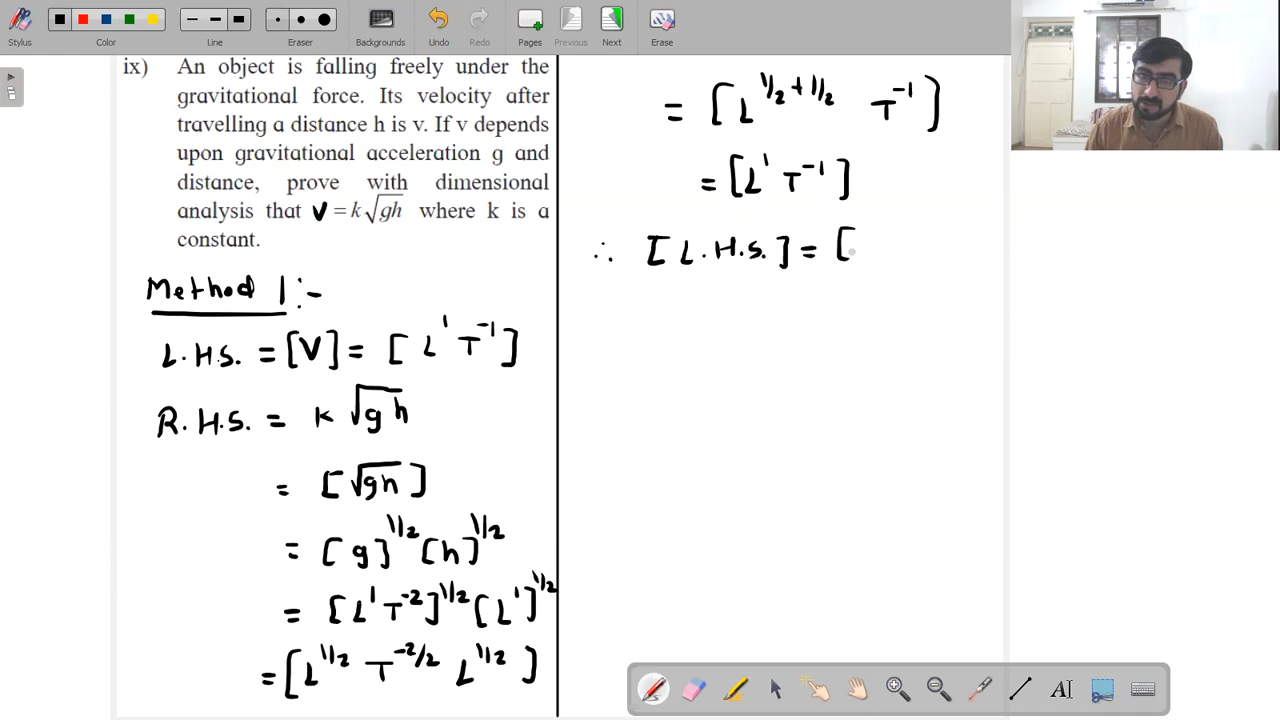 Stylus
Color
Line
Eraser
Backgrounds
Undo
Redo
Pages
Previous
Next
Erase
ix) An object is falling freely under the
gravitational force. Its velocity after
travelling a distance h is v. If v depends
upon gravitational acceleration g and
distance, prove with dimensional
analysis that v = k√gh where k is a
constant.
Method 1:-
L.H.S. = [V] = [L¹ T⁻¹]
R.H.S. = k √gh
= [√gh]
= [g]^1/2 [h]^1/2
= [L¹ T⁻²]^1/2 [L¹]^1/2
= [L^1/2 T^-2/2 L^1/2]
= [L^1/2+1/2 T⁻¹]
= [L¹ T⁻¹]
∴ [L.H.S.] = [